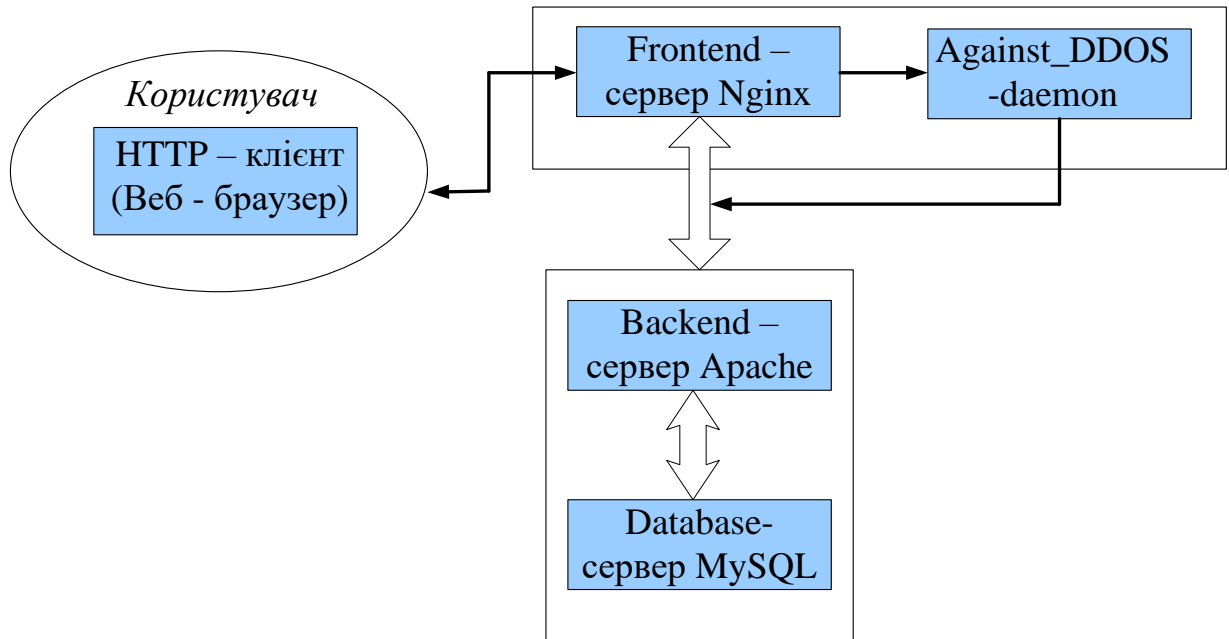 Користувач
HTTP – клієнт
(Веб - браузер)
Frontend –
сервер Nginx
Against_DDOS
-daemon
Backend –
сервер Apache
Database-
сервер MySQL